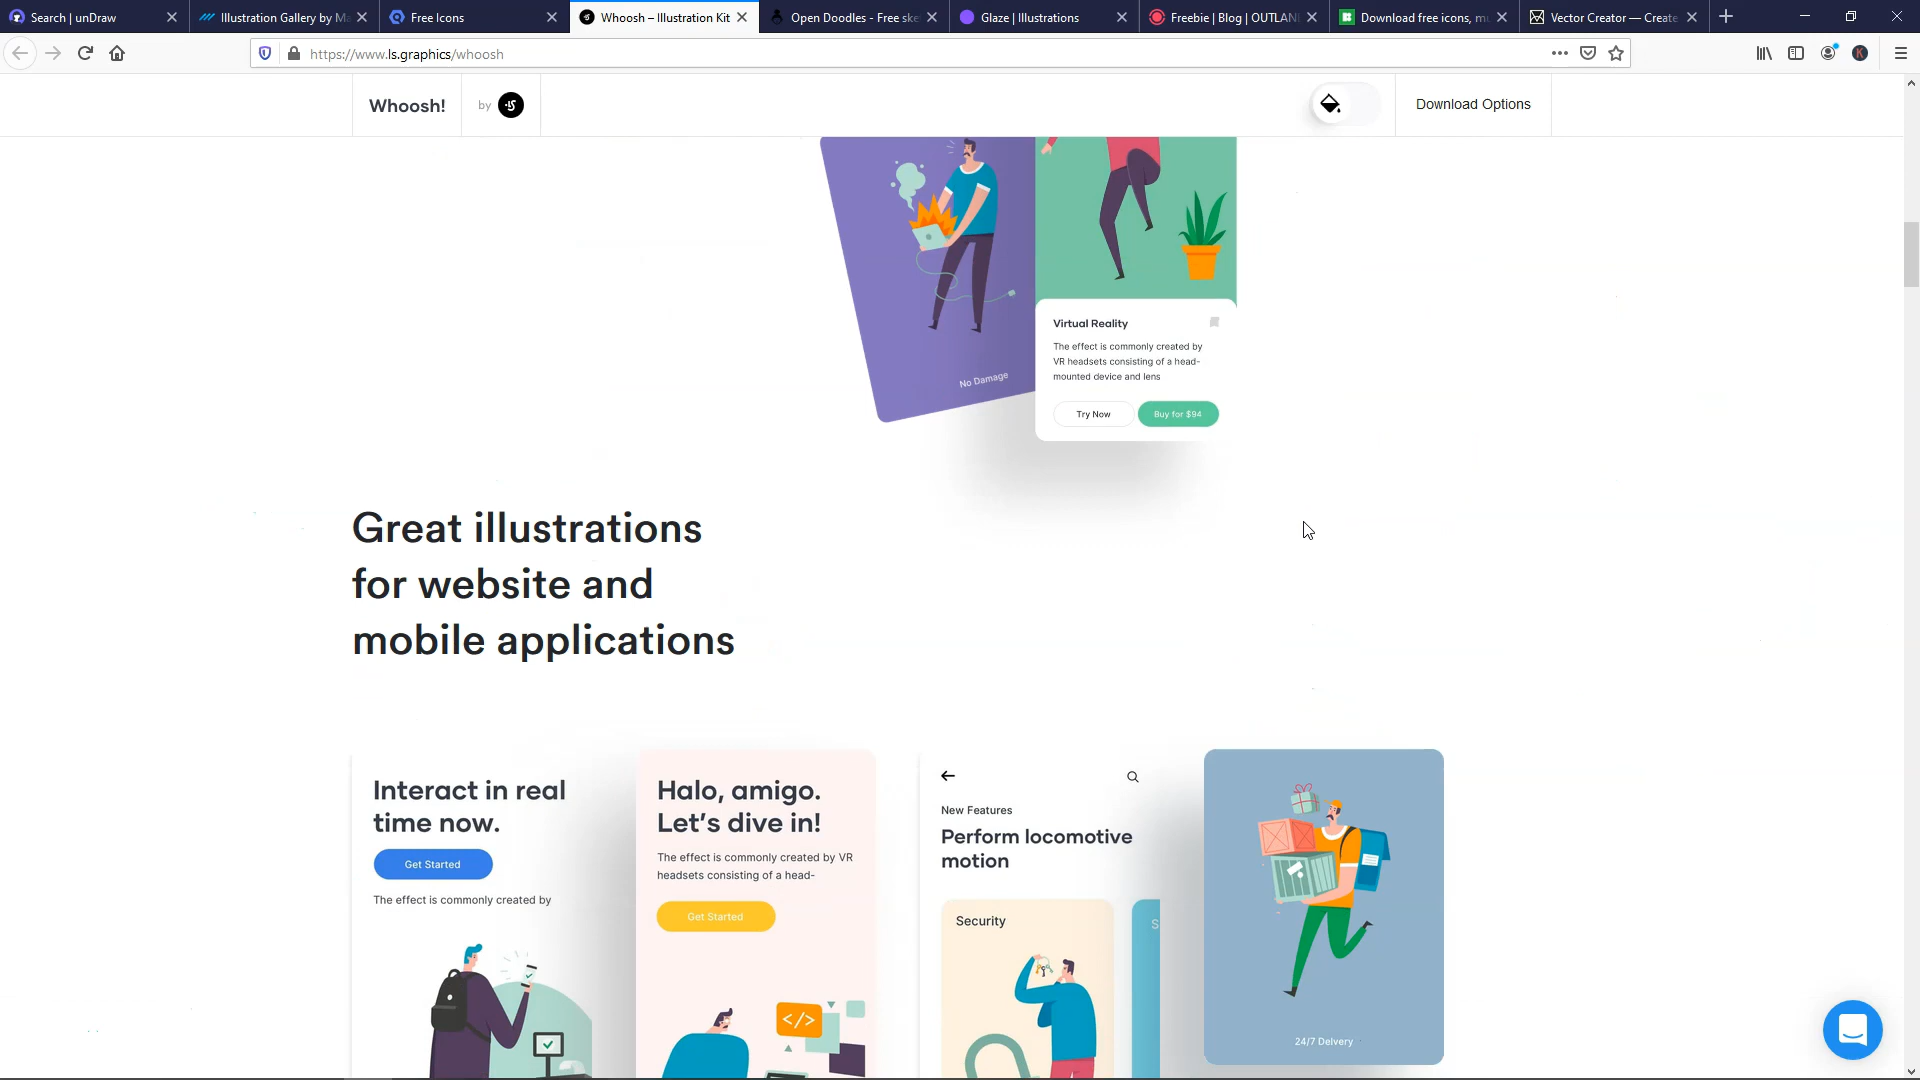 Search | unDraw
Illustration Gallery by Ma
Free Icons
Whoosh – Illustration Kit
Open Doodles - Free ske
Glaze | Illustrations
Freebie | Blog | OUTLAN
Download free icons, mu
Vector Creator — Create
https://www.ls.graphics/whoosh
Whoosh!
by
Download Options
No Damage
Virtual Reality
The effect is commonly created by
VR headsets consisting of a head-
mounted device and lens
Try Now
Buy for $94
Great illustrations
for website and
mobile applications
Interact in real
time now.
Get Started
The effect is commonly created by
Halo, amigo.
Let's dive in!
The effect is commonly created by VR
headsets consisting of a head-
Get Started
</>
New Features
Perform locomotive
motion
Security
S
24/7 Delvery